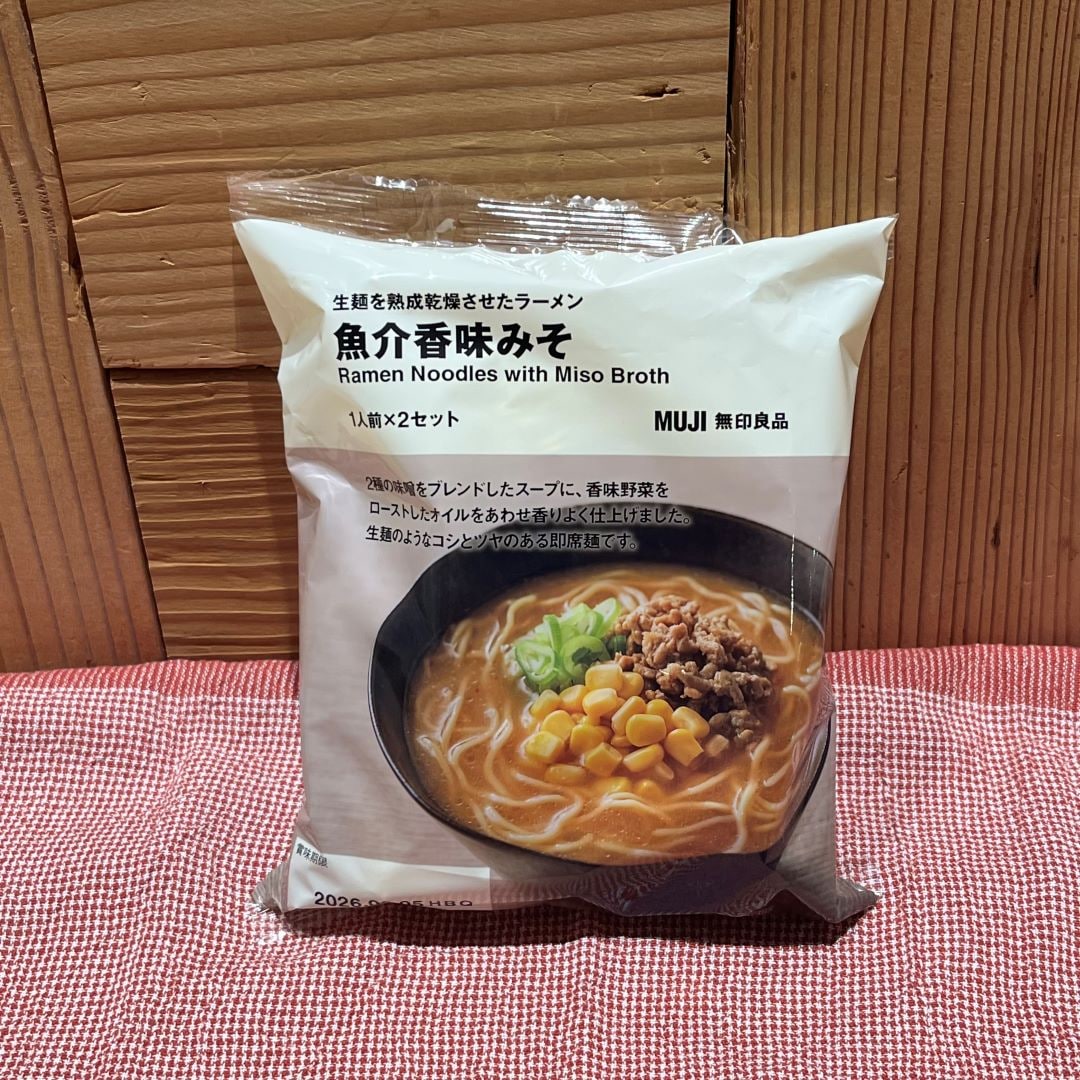 生麺を熟成乾燥させたラーメン
魚介香味みそ
Ramen Noodles with Miso Broth
1人前×2セット
MUJI 無印良品
2種の味噌をブレンドしたスープに、香味野菜を
ローストしたオイルをあわせ香りよく仕上げました。
生麺のようなコシとツヤのある即席麺です。
賞味期限
2026